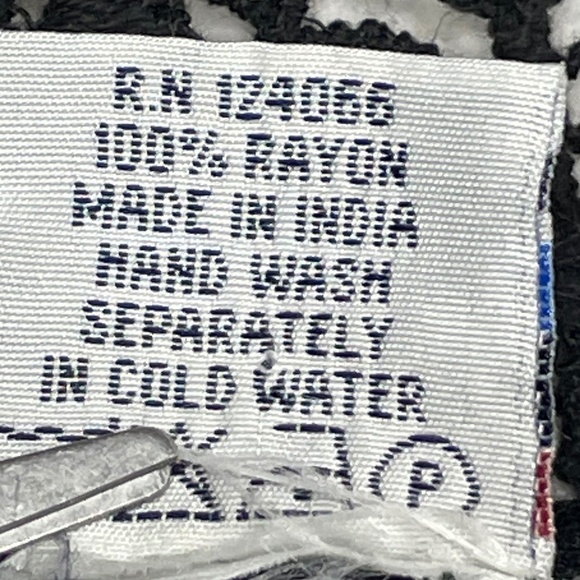 R.N 124066
100% RAYON
MADE IN INDIA
HAND WASH
SEPARATELY
IN COLD WATER
P